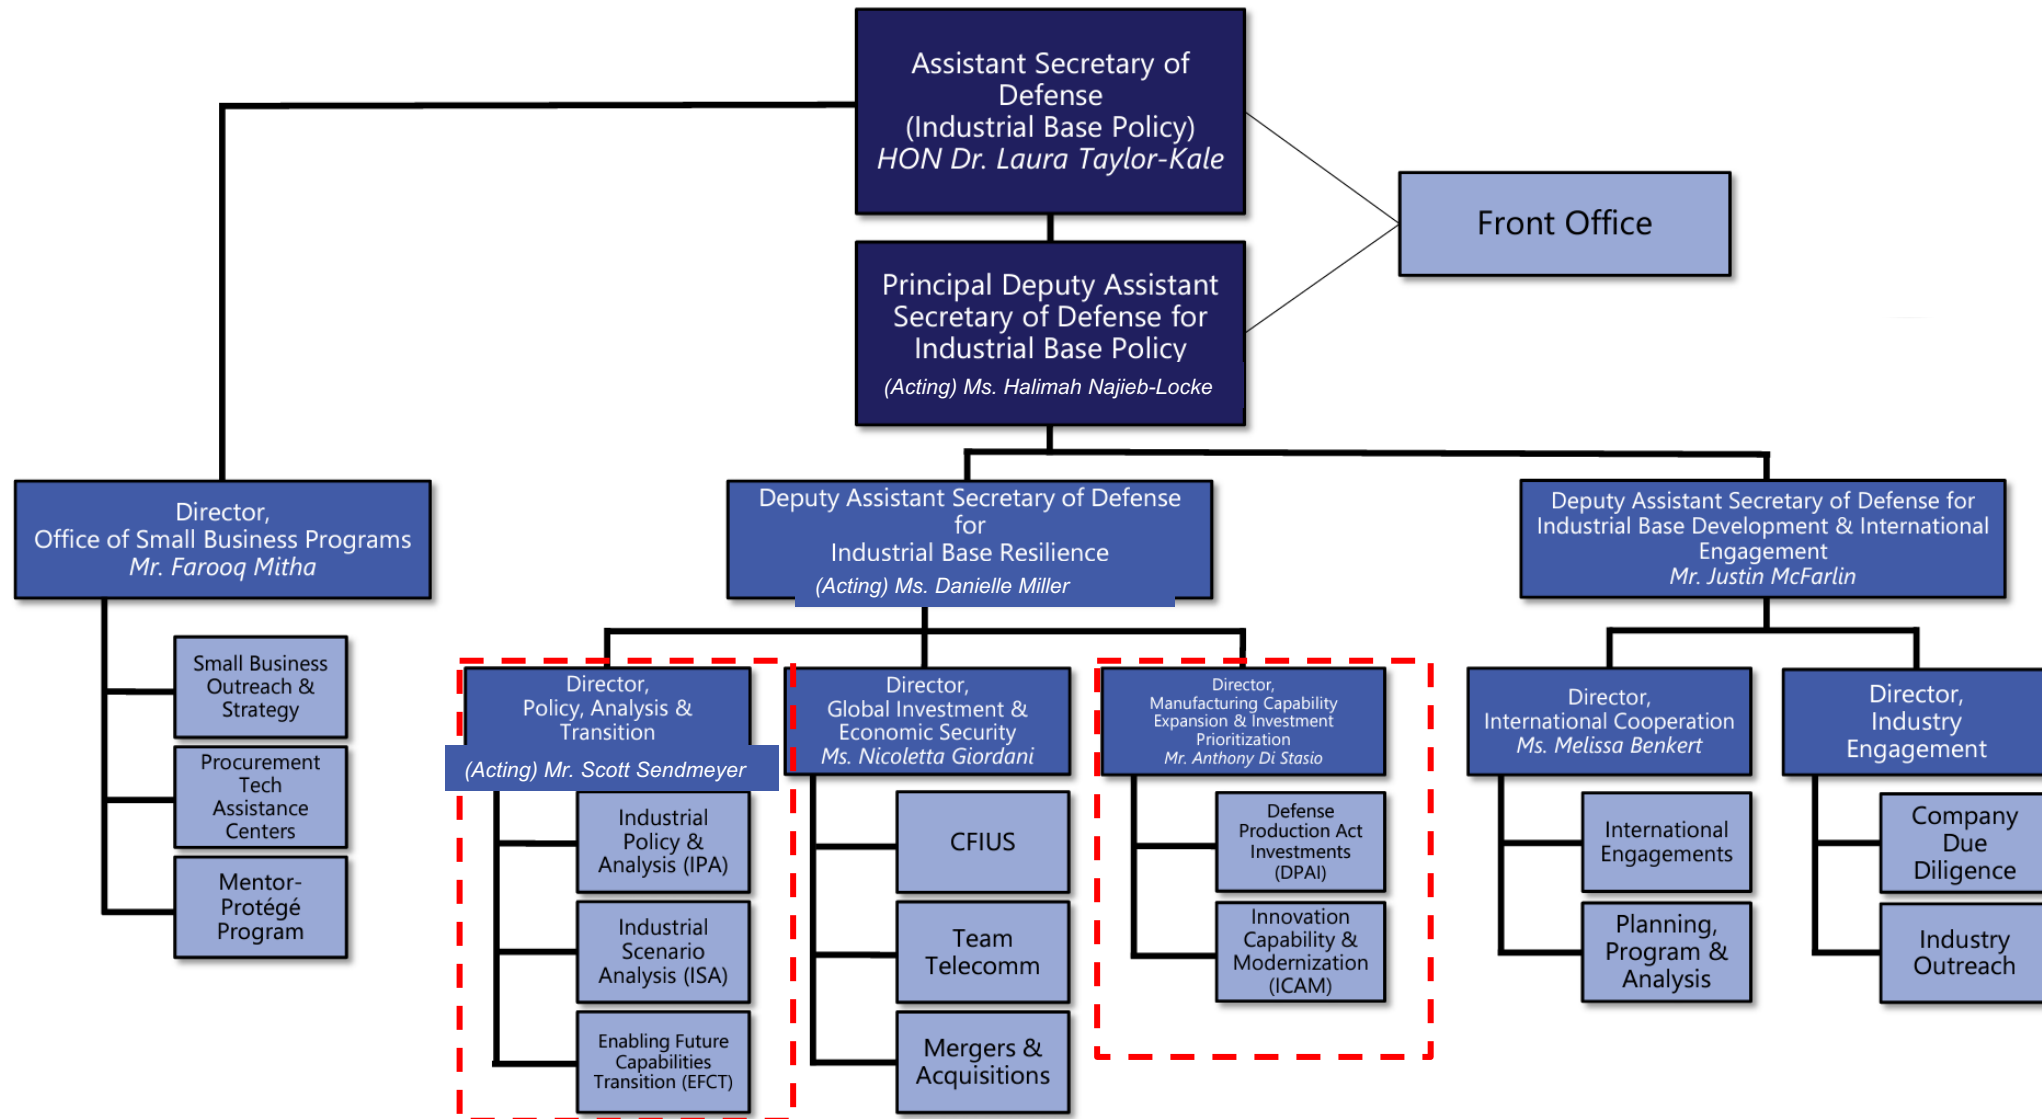 Assistant Secretary of
Defense
(Industrial Base Policy)
HON Dr. Laura Taylor-Kale
Front Office
Principal Deputy Assistant
Secretary of Defense for
Industrial Base Policy
(Acting) Ms. Halimah Najieb-Locke
Director,
Office of Small Business Programs
Mr. Farooq Mitha
Small Business
Outreach &
Strategy
Procurement
Tech
Assistance
Centers
Mentor-
Protégé
Program
Deputy Assistant Secretary of Defense
for
Industrial Base Resilience
(Acting) Ms. Danielle Miller
Director,
Policy, Analysis &
Transition
(Acting) Mr. Scott Sendmeyer
Industrial
Policy &
Analysis (IPA)
Industrial
Scenario
Analysis (ISA)
Enabling Future
Capabilities
Transition (EFCT)
Director,
Global Investment &
Economic Security
Ms. Nicoletta Giordani
CFIUS
Team
Telecomm
Mergers &
Acquisitions
Director,
Manufacturing Capability
Expansion & Investment
Prioritization
Mr. Anthony Di Stasio
Defense
Production Act
Investments
(DPAI)
Innovation
Capability &
Modernization
(ICAM)
Deputy Assistant Secretary of Defense for
Industrial Base Development & International
Engagement
Mr. Justin McFarlin
Director,
International Cooperation
Ms. Melissa Benkert
International
Engagements
Planning,
Program &
Analysis
Director,
Industry
Engagement
Company
Due
Diligence
Industry
Outreach